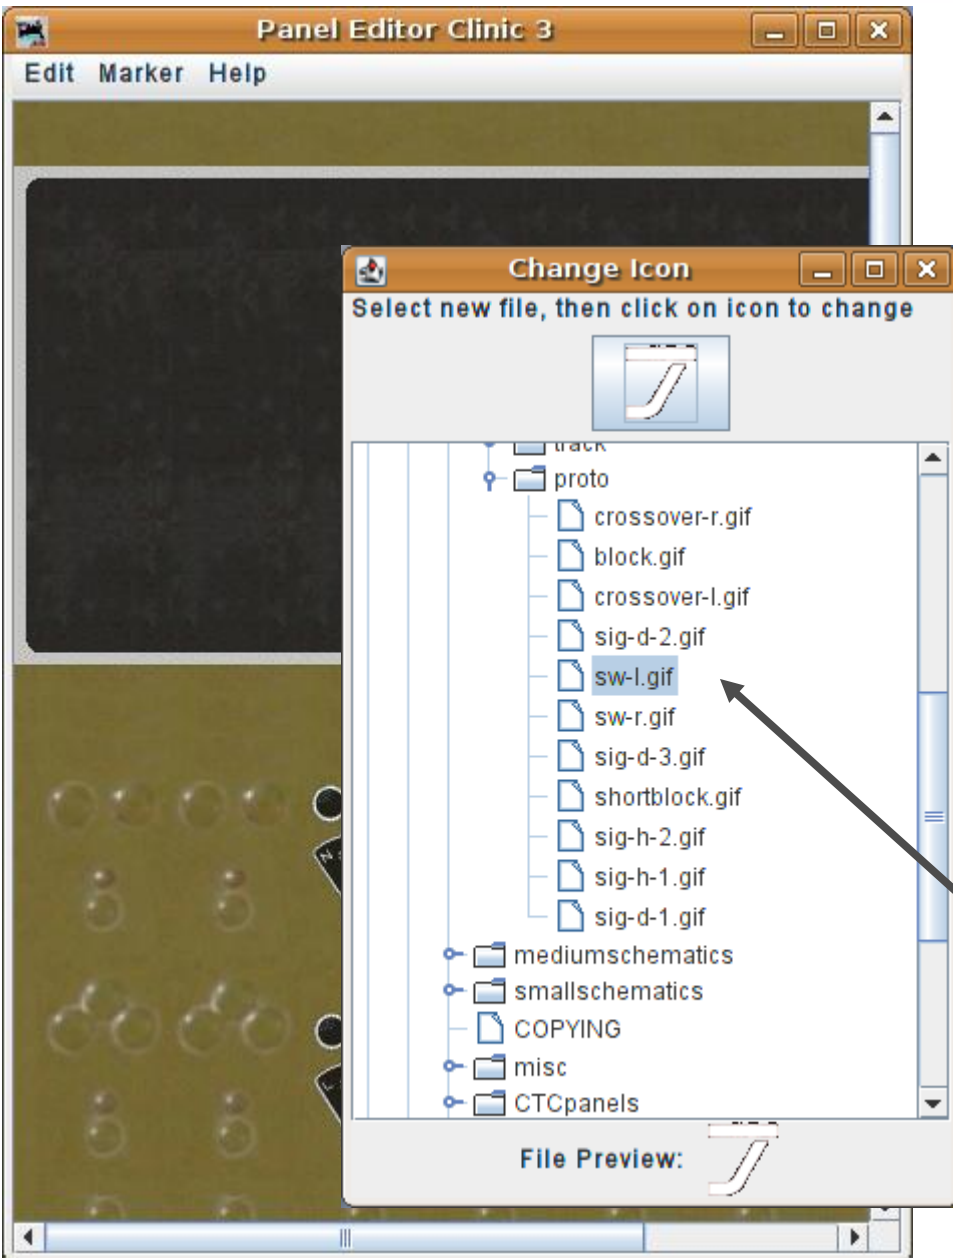 Panel Editor Clinic 3
Edit Marker Help
Change Icon
Select new file, then click on icon to change
track
proto
crossover-r.gif
block.gif
crossover-l.gif
sig-d-2.gif
sw-l.gif
sw-r.gif
sig-d-3.gif
shortblock.gif
sig-h-2.gif
sig-h-1.gif
sig-d-1.gif
mediumschematics
smallschematics
COPYING
misc
CTCpanels
File Preview:
N
L